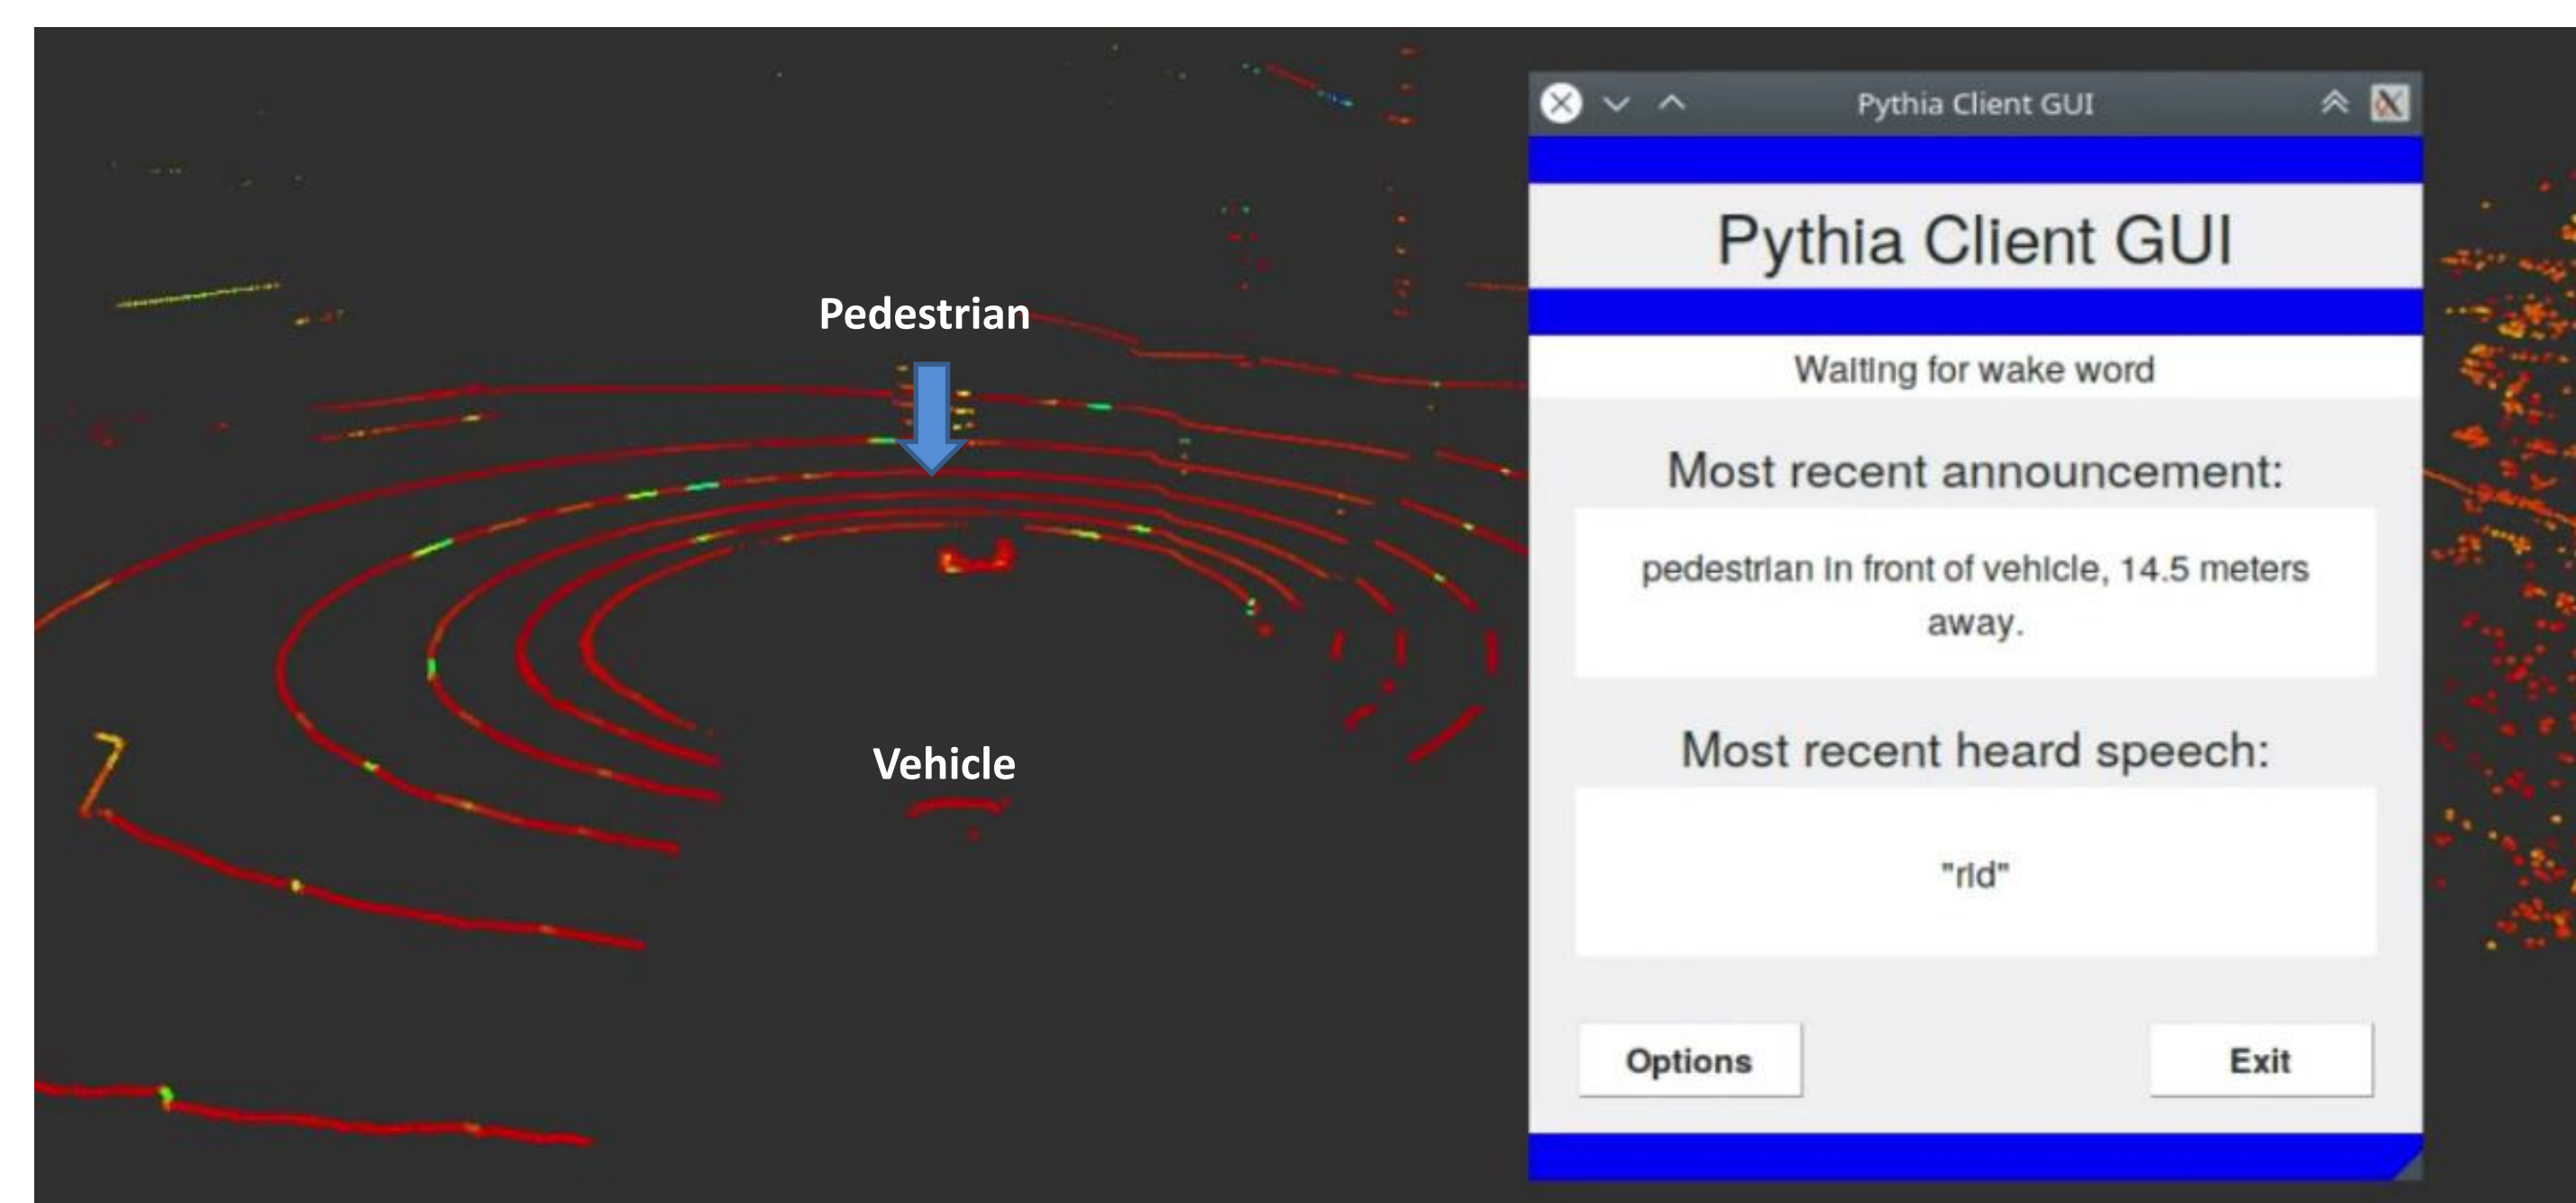 Pedestrian
Vehicle
Pythia Client GUI
Pythia Client GUI
Waiting for wake word
Most recent announcement:
pedestrian in front of vehicle, 14.5 meters
away.
Most recent heard speech:
"rid"
Options
Exit